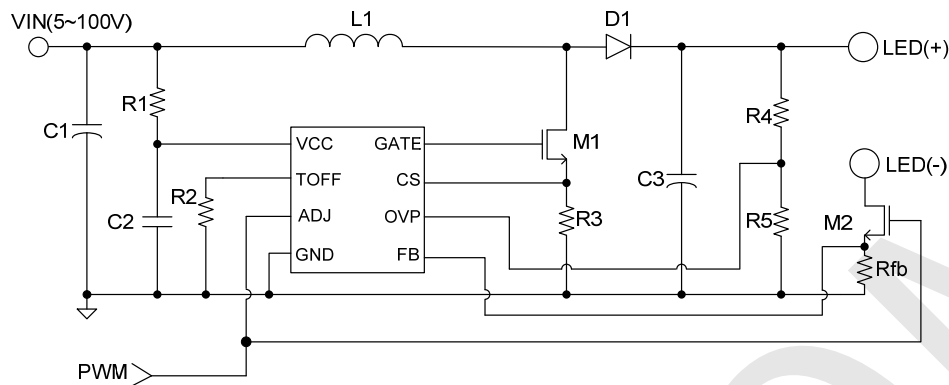 VIN(5~100V)
L1
D1
LED(+)
R1
C1
R4
VCC
GATE
M1
LED(-)
TOFF
CS
C3
R2
ADJ
OVP
R3
R5
M2
C2
GND
FB
Rfb
PWM